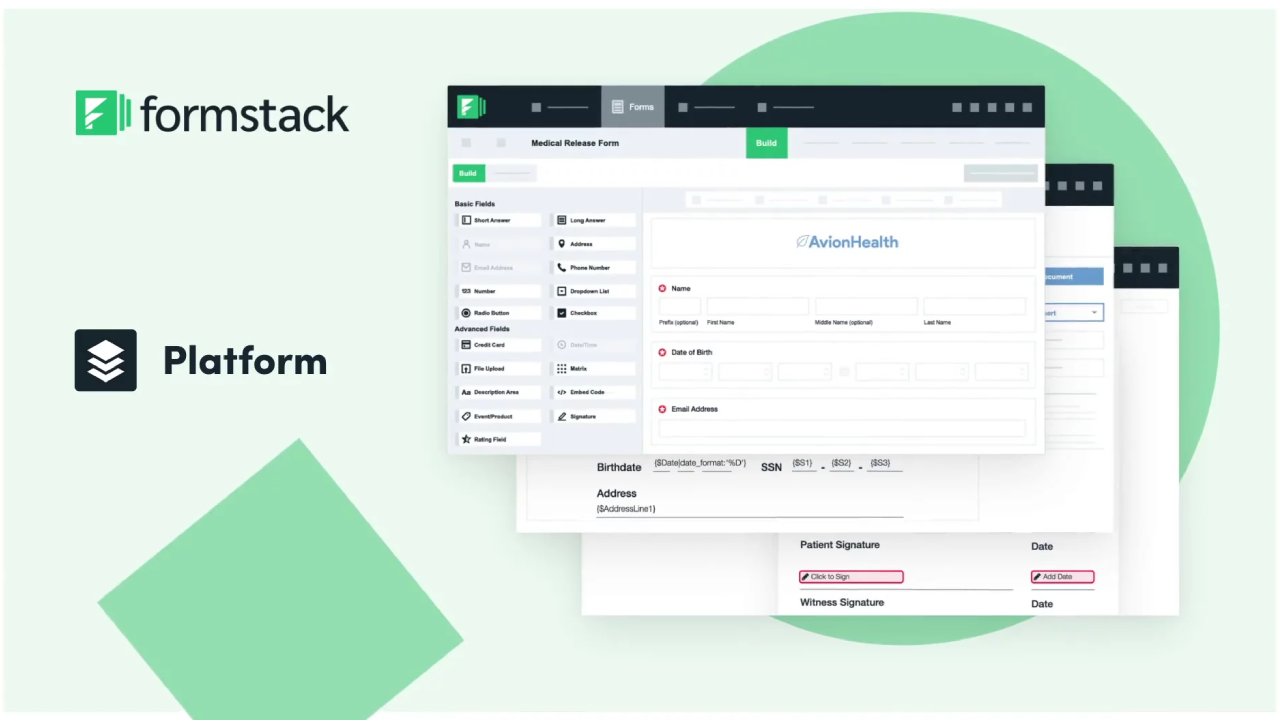 formstack
Platform
Forms
Medical Release Form
Build
Build
Basic Fields
Short Answer
Long Answer
Name
Address
Email Address
Phone Number
123 Number
Dropdown List
Radio Button
Checkbox
Advanced Fields
Credit Card
Date/Time
File Upload
Matrix
Aa Description Area
</> Embed Code
Event/Product
Signature
Rating Field
AvionHealth
Name
Prefix (optional)
First Name
Middle Name (optional)
Last Name
Date of Birth
Email Address
Birthdate {$Date|date_format:'%D'} SSN {$S1} - {$S2} - {$S3}
Address
{$AddressLine1}
Patient Signature
Date
Click to Sign
Add Date
Witness Signature
Date